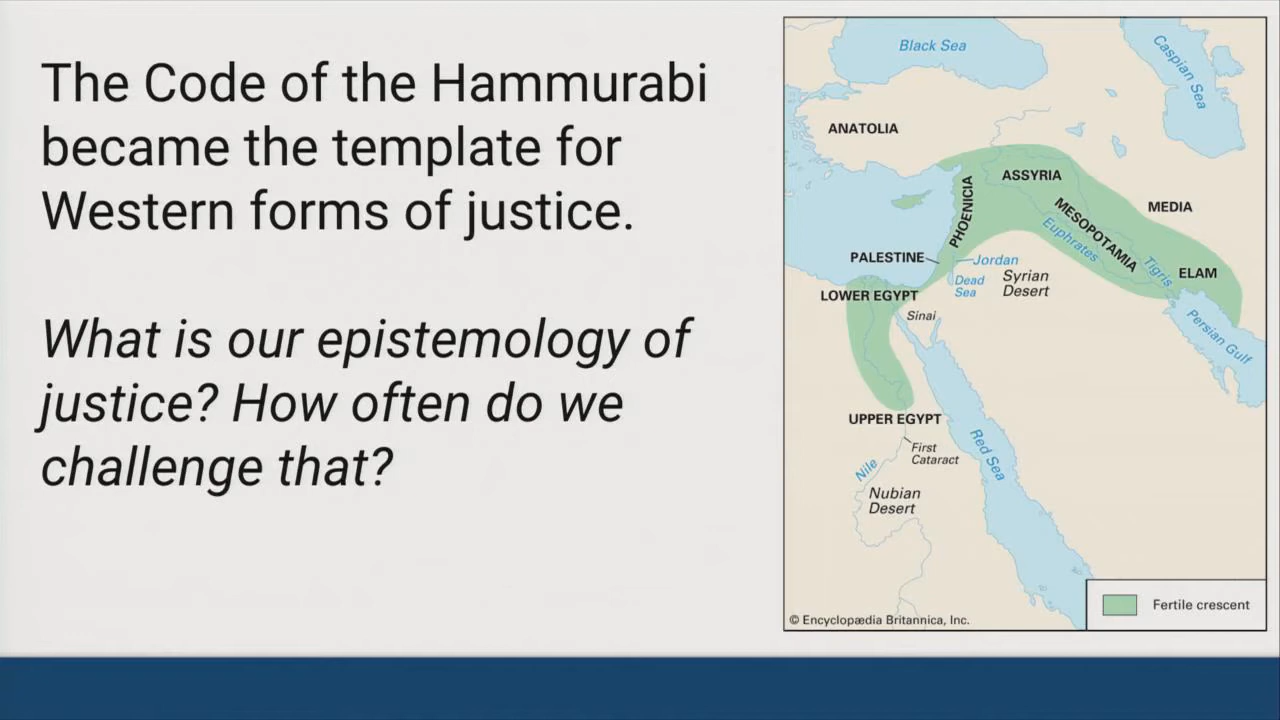 The Code of the Hammurabi
became the template for
Western forms of justice.
What is our epistemology of
justice? How often do we
challenge that?
Black Sea
Caspian Sea
ANATOLIA
ASSYRIA
PHOENICIA
MEDIA
MESOPOTAMIA
Euphrates
Tigris
PALESTINE
Jordan
ELAM
Dead
Sea
Syrian
Desert
LOWER EGYPT
Sinai
Persian Gulf
UPPER EGYPT
First
Cataract
Red Sea
Nile
Nubian
Desert
Fertile crescent
© Encyclopædia Britannica, Inc.